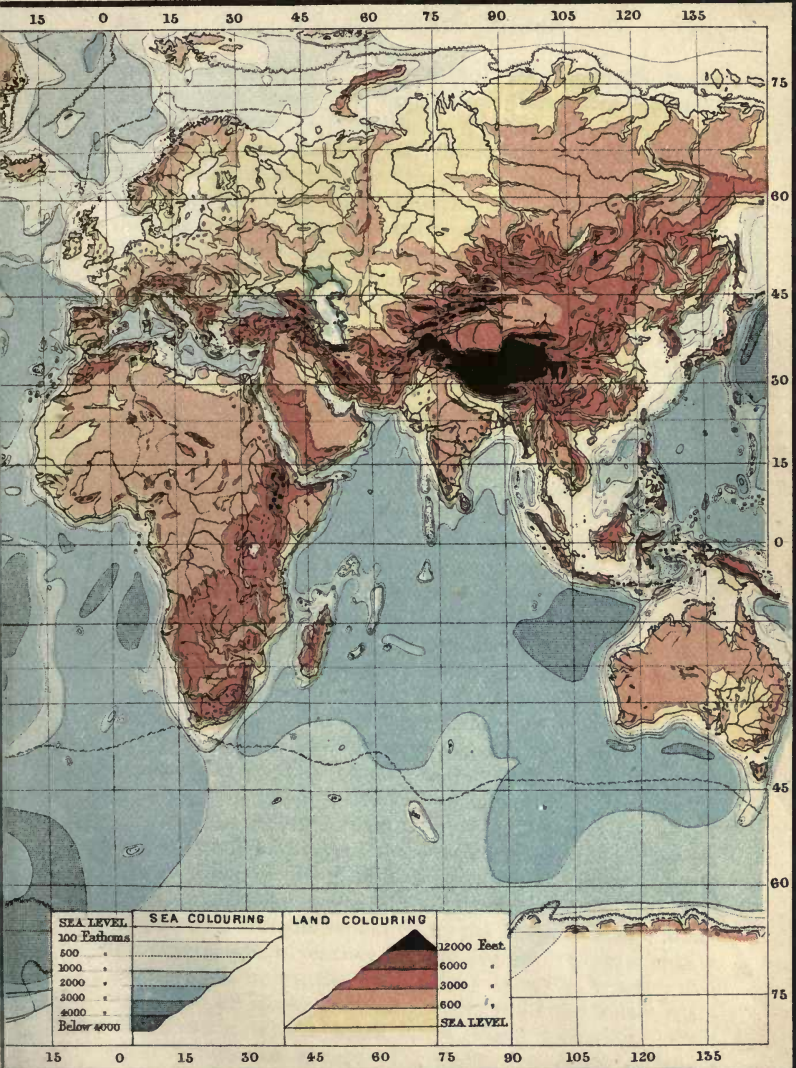 15 0 15 30 45 60 75 90 105 120 135
75
60
45
30
15
0
45
60
SEA LEVEL
100 Fathoms
500 "
1000 "
2000 "
3000 "
4000 "
Below 4000
SEA COLOURING
LAND COLOURING
12000 Feet
6000 "
3000 "
600 "
SEA LEVEL
75
15 0 15 30 45 60 75 90 105 120 135